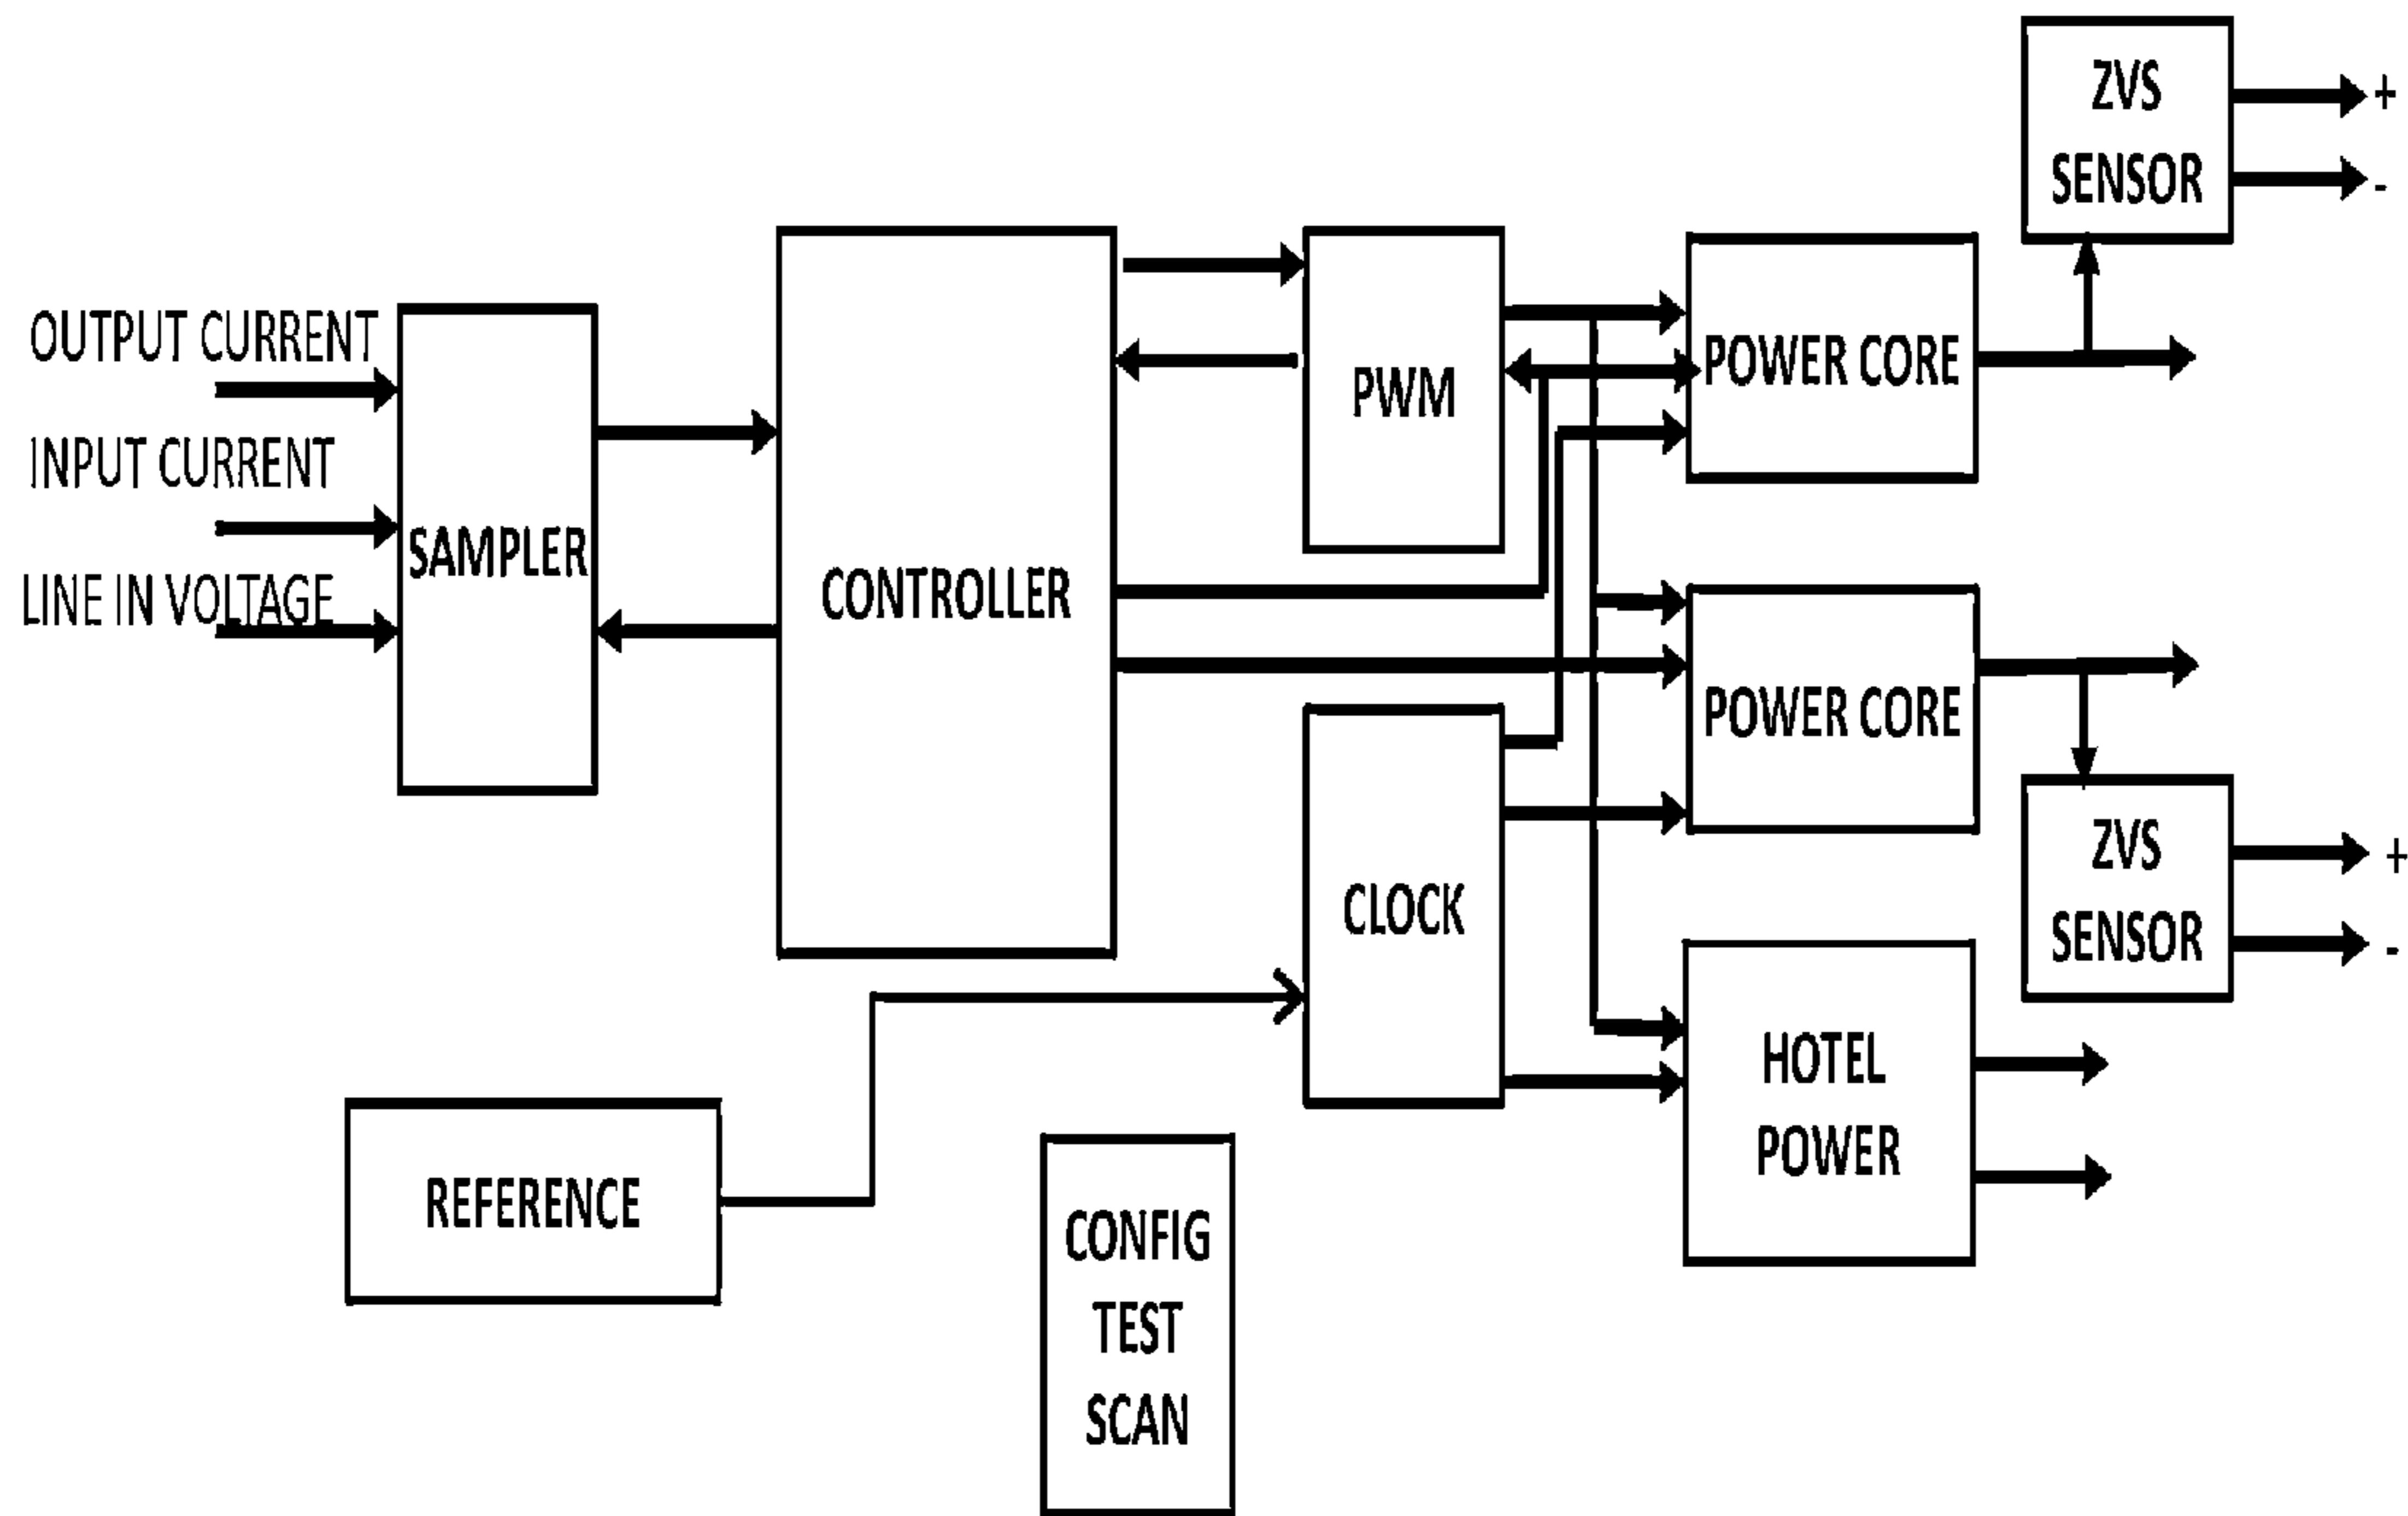 ZVS
SENSOR
+
-
OUTPUT CURRENT
INPUT CURRENT
LINE IN VOLTAGE
SAMPLER
CONTROLLER
PWM
POWER CORE
POWER CORE
ZVS
SENSOR
+
-
CLOCK
HOTEL
POWER
REFERENCE
CONFIG
TEST
SCAN